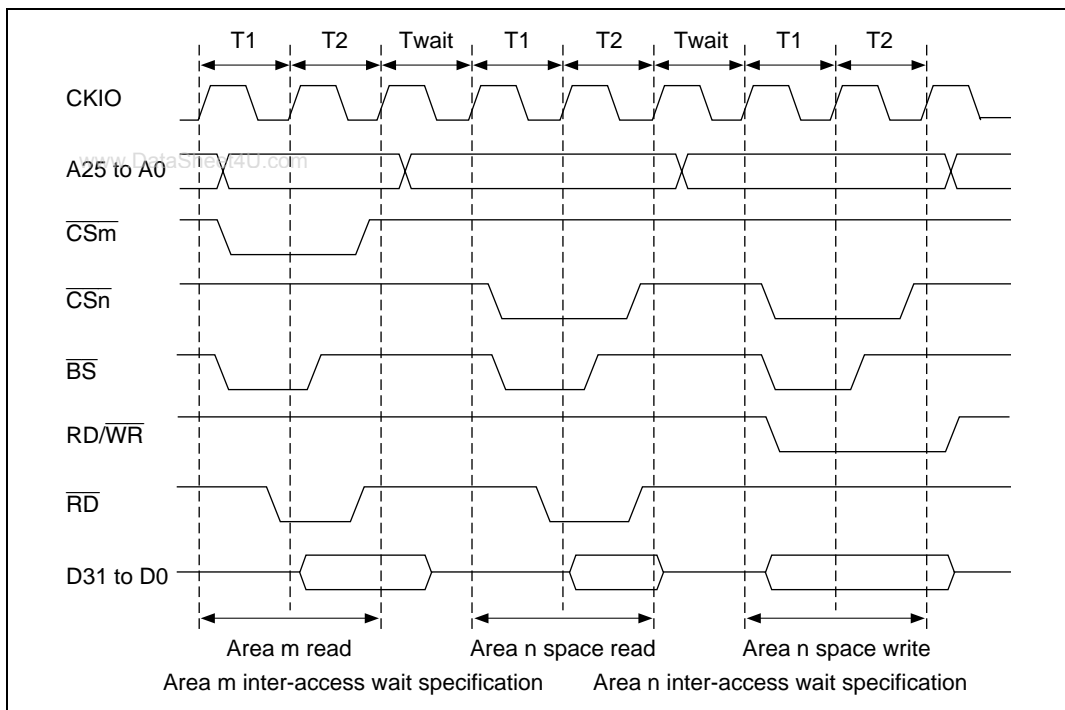 T1 T2 Twait T1 T2 Twait T1 T2
CKIO
www.DataSheet4U.com
A25 to A0
CSm
CSn
BS
RD/WR
RD
D31 to D0
Area m read Area n space read Area n space write
Area m inter-access wait specification Area n inter-access wait specification